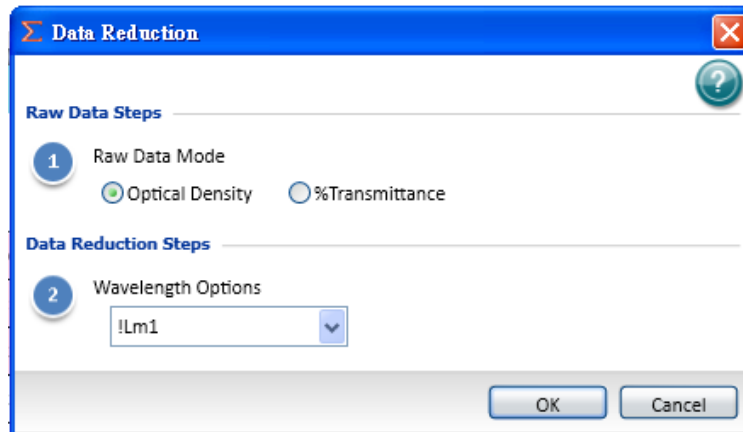 Σ Data Reduction
?
Raw Data Steps
1 Raw Data Mode
Optical Density %Transmittance
Data Reduction Steps
2 Wavelength Options
!Lm1
OK Cancel